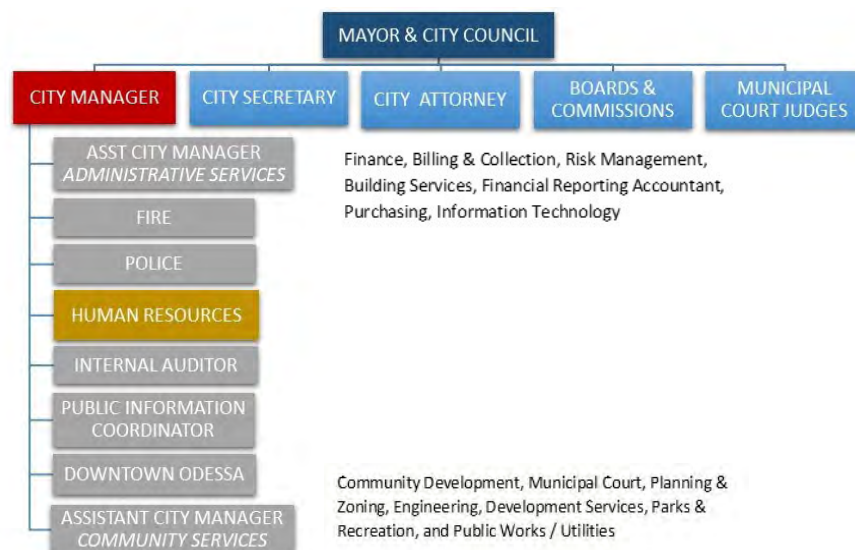 MAYOR & CITY COUNCIL
CITY MANAGER
CITY SECRETARY
CITY ATTORNEY
BOARDS &
COMMISSIONS
MUNICIPAL
COURT JUDGES
ASST CITY MANAGER
ADMINISTRATIVE SERVICES
Finance, Billing & Collection, Risk Management,
Building Services, Financial Reporting Accountant,
Purchasing, Information Technology
FIRE
POLICE
HUMAN RESOURCES
INTERNAL AUDITOR
PUBLIC INFORMATION
COORDINATOR
DOWNTOWN ODESSA
ASSISTANT CITY MANAGER
COMMUNITY SERVICES
Community Development, Municipal Court, Planning &
Zoning, Engineering, Development Services, Parks &
Recreation, and Public Works / Utilities